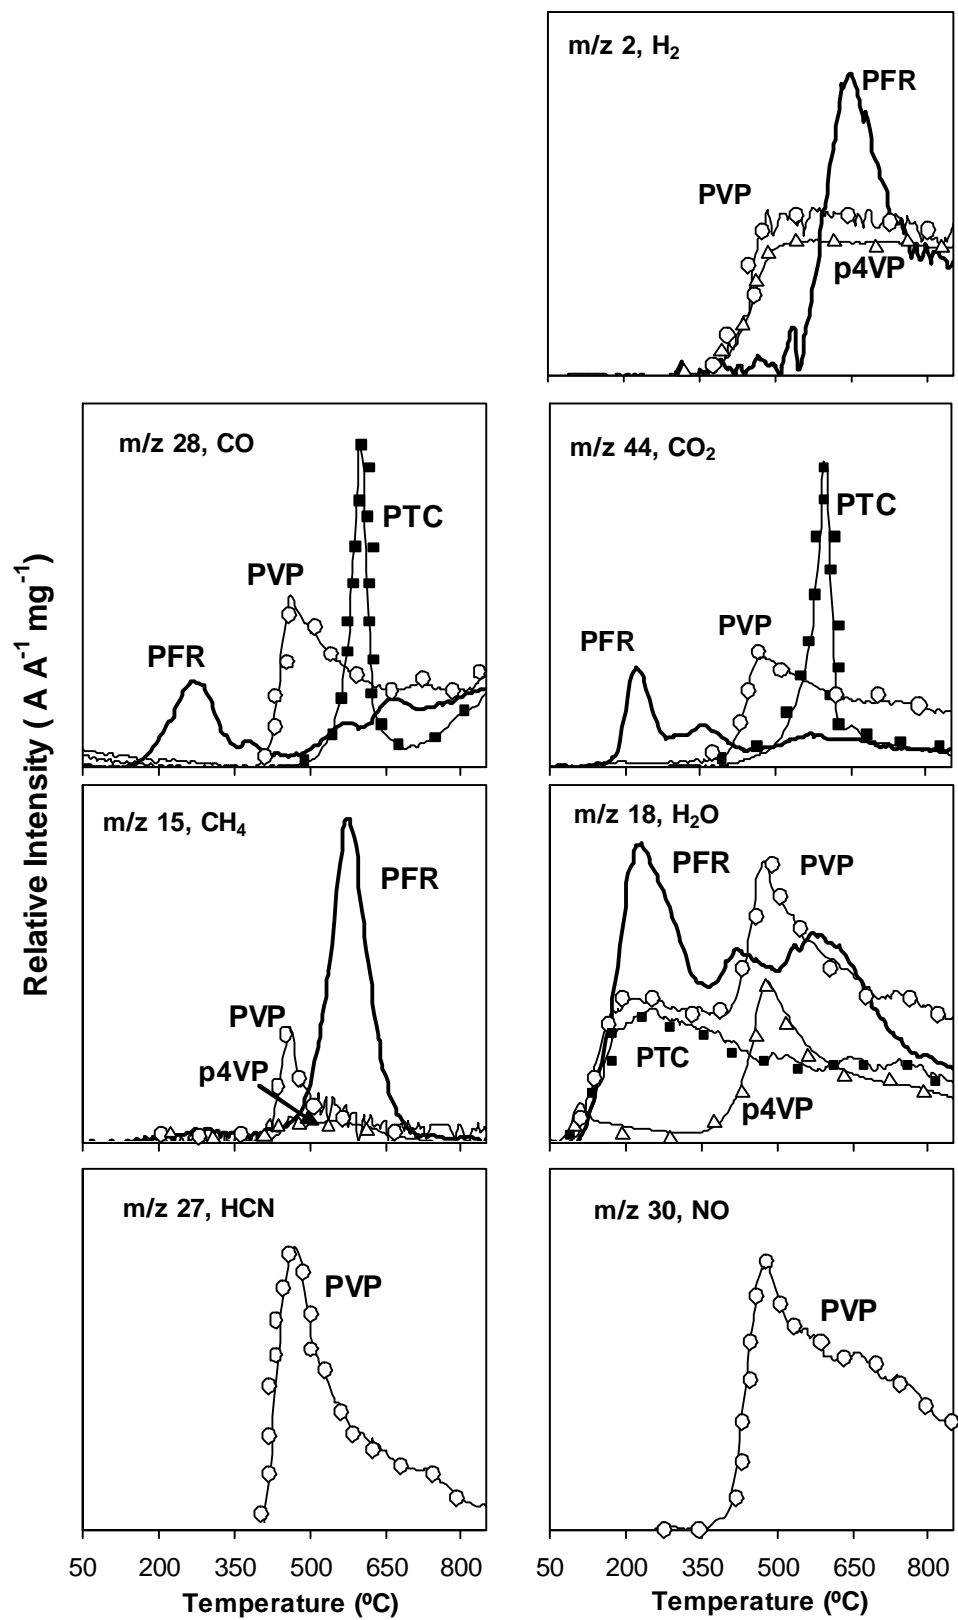 m/z 2, H₂
PFR
PVP
p4VP
m/z 28, CO
PTC
PVP
PFR
m/z 44, CO₂
PTC
PVP
PFR
Relative Intensity ( A A⁻¹ mg⁻¹)
m/z 15, CH₄
PFR
PVP
p4VP
m/z 18, H₂O
PFR
PVP
PTC
p4VP
m/z 27, HCN
PVP
m/z 30, NO
PVP
50 200 350 500 650 800
Temperature (ºC)
50 200 350 500 650 800
Temperature (ºC)